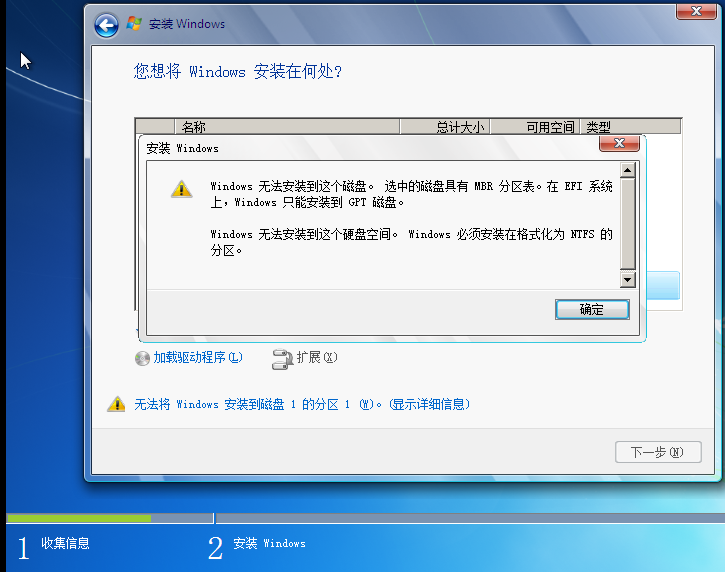 安装 Windows
您想将 Windows 安装在何处?
名称 总计大小 可用空间 类型
安装 Windows
Windows 无法安装到这个磁盘。 选中的磁盘具有 MBR 分区表。在 EFI 系统
上，Windows 只能安装到 GPT 磁盘。
Windows 无法安装到这个硬盘空间。 Windows 必须安装在格式化为 NTFS 的
分区。
确定
加载驱动程序(L) 扩展(X)
无法将 Windows 安装到磁盘 1 的分区 1 (W)。(显示详细信息)
下一步(N)
1 收集信息 2 安装 Windows